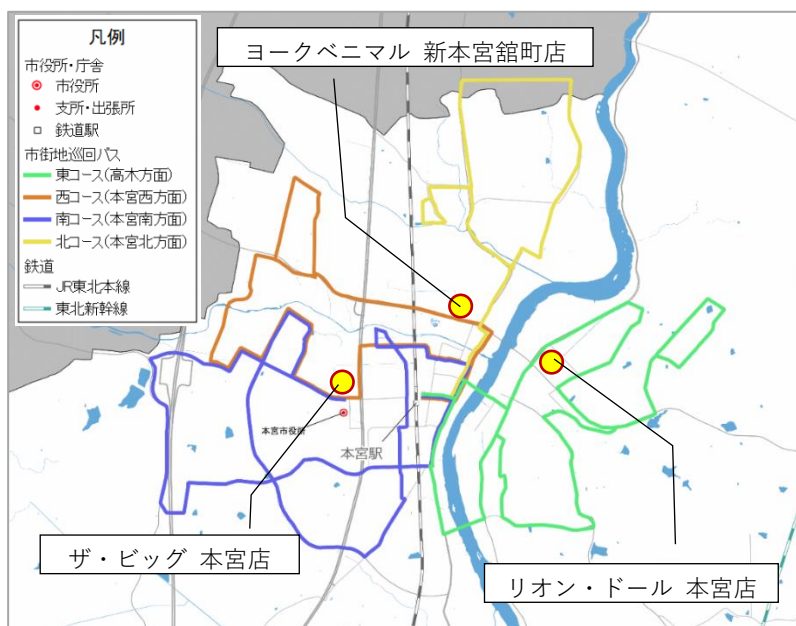 凡例
市役所・庁舎
市役所
支所・出張所
鉄道駅
市街地巡回バス
東コース(高木方面)
西コース(本宮西方面)
南コース(本宮南方面)
北コース(本宮北方面)
鉄道
JR東北本線
東北新幹線
ヨークベニマル 新本宮舘町店
本宮市役所
本宮駅
ザ・ビッグ 本宮店
リオン・ドール 本宮店